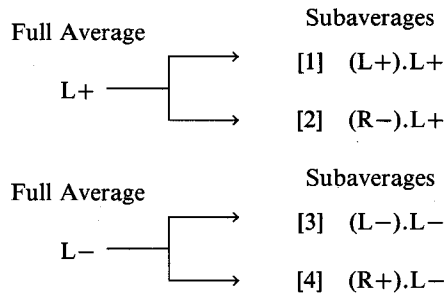 Full Average
Subaverages
L+
[1] (L+).L+
[2] (R−).L+
Full Average
Subaverages
L−
[3] (L−).L−
[4] (R+).L−